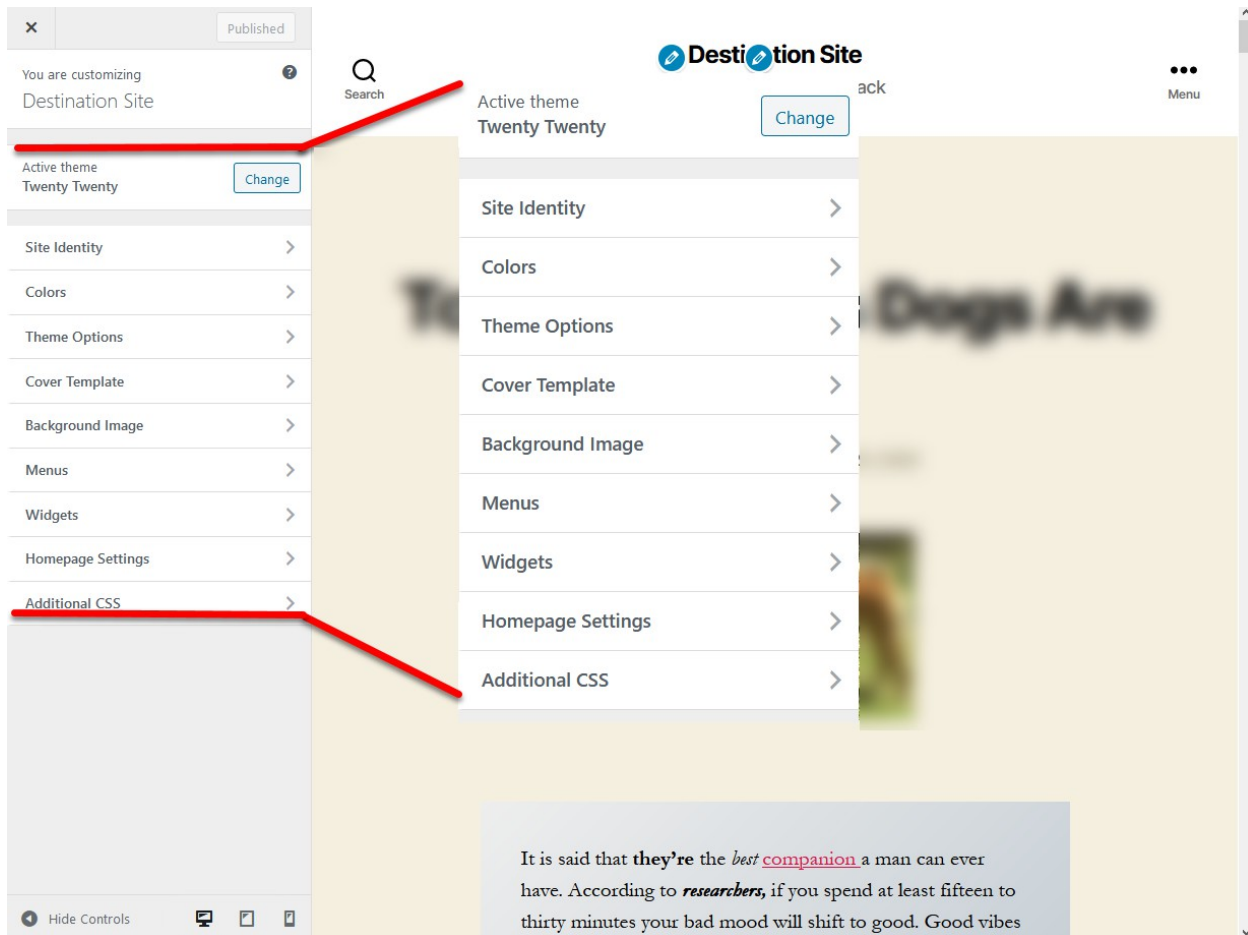 Published
You are customizing
Destination Site
Active theme
Twenty Twenty
Change
Site Identity
Colors
Theme Options
Cover Template
Background Image
Menus
Widgets
Homepage Settings
Additional CSS
Hide Controls
Search
Desti tion Site
ack
Menu
Active theme
Twenty Twenty
Change
Site Identity
Colors
Theme Options
Cover Template
Background Image
Menus
Widgets
Homepage Settings
Additional CSS
Dogs Are
It is said that they're the best companion a man can ever
have. According to researchers, if you spend at least fifteen to
thirty minutes your bad mood will shift to good. Good vibes